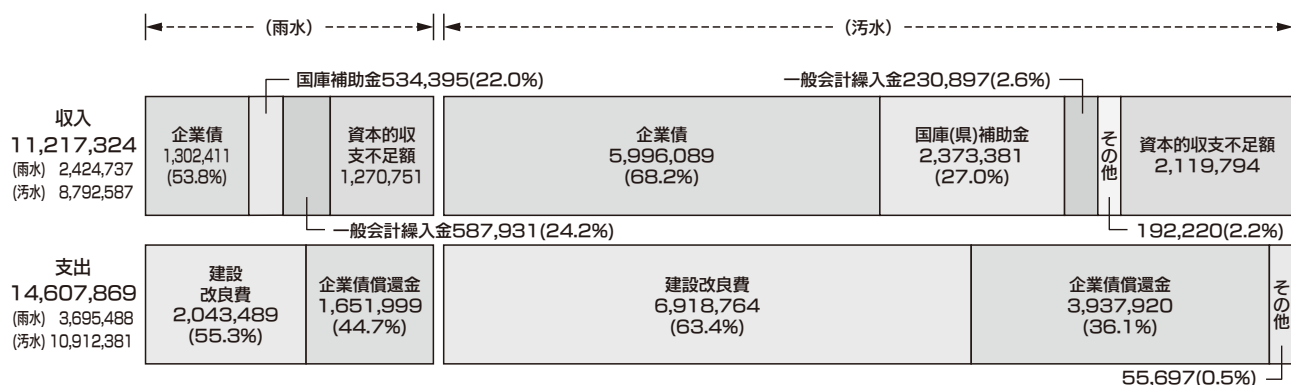 (雨水)
(汚水)
国庫補助金534,395(22.0%)
一般会計繰入金230,897(2.6%)
収入
11,217,324
(雨水) 2,424,737
(汚水) 8,792,587
企業債
1,302,411
(53.8%)
資本的収
支不足額
1,270,751
企業債
5,996,089
(68.2%)
国庫(県)補助金
2,373,381
(27.0%)
その他
資本的収支不足額
2,119,794
一般会計繰入金587,931(24.2%)
192,220(2.2%)
支出
14,607,869
(雨水) 3,695,488
(汚水) 10,912,381
建設
改良費
2,043,489
(55.3%)
企業債償還金
1,651,999
(44.7%)
建設改良費
6,918,764
(63.4%)
企業債償還金
3,937,920
(36.1%)
その他
55,697(0.5%)